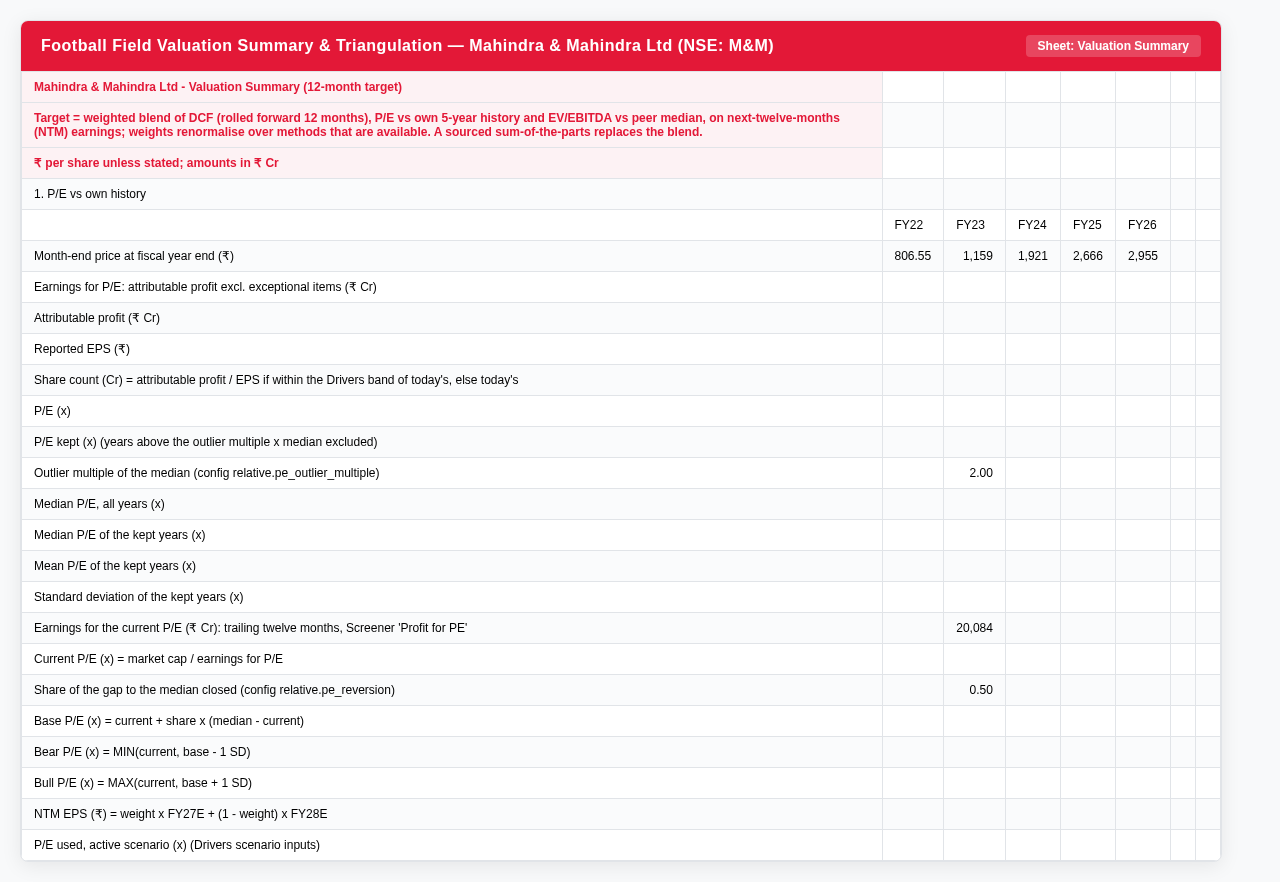 Football Field Valuation Summary & Triangulation — Mahindra & Mahindra Ltd (NSE: M&M)
Sheet: Valuation Summary
Mahindra & Mahindra Ltd - Valuation Summary (12-month target)
Target = weighted blend of DCF (rolled forward 12 months), P/E vs own 5-year history and EV/EBITDA vs peer median, on next-twelve-months
(NTM) earnings; weights renormalise over methods that are available. A sourced sum-of-the-parts replaces the blend.
₹ per share unless stated; amounts in ₹ Cr
1. P/E vs own history
FY22 FY23 FY24 FY25 FY26
Month-end price at fiscal year end (₹) 806.55 1,159 1,921 2,666 2,955
Earnings for P/E: attributable profit excl. exceptional items (₹ Cr)
Attributable profit (₹ Cr)
Reported EPS (₹)
Share count (Cr) = attributable profit / EPS if within the Drivers band of today's, else today's
P/E (x)
P/E kept (x) (years above the outlier multiple x median excluded)
Outlier multiple of the median (config relative.pe_outlier_multiple) 2.00
Median P/E, all years (x)
Median P/E of the kept years (x)
Mean P/E of the kept years (x)
Standard deviation of the kept years (x)
Earnings for the current P/E (₹ Cr): trailing twelve months, Screener 'Profit for PE' 20,084
Current P/E (x) = market cap / earnings for P/E
Share of the gap to the median closed (config relative.pe_reversion) 0.50
Base P/E (x) = current + share x (median - current)
Bear P/E (x) = MIN(current, base - 1 SD)
Bull P/E (x) = MAX(current, base + 1 SD)
NTM EPS (₹) = weight x FY27E + (1 - weight) x FY28E
P/E used, active scenario (x) (Drivers scenario inputs)